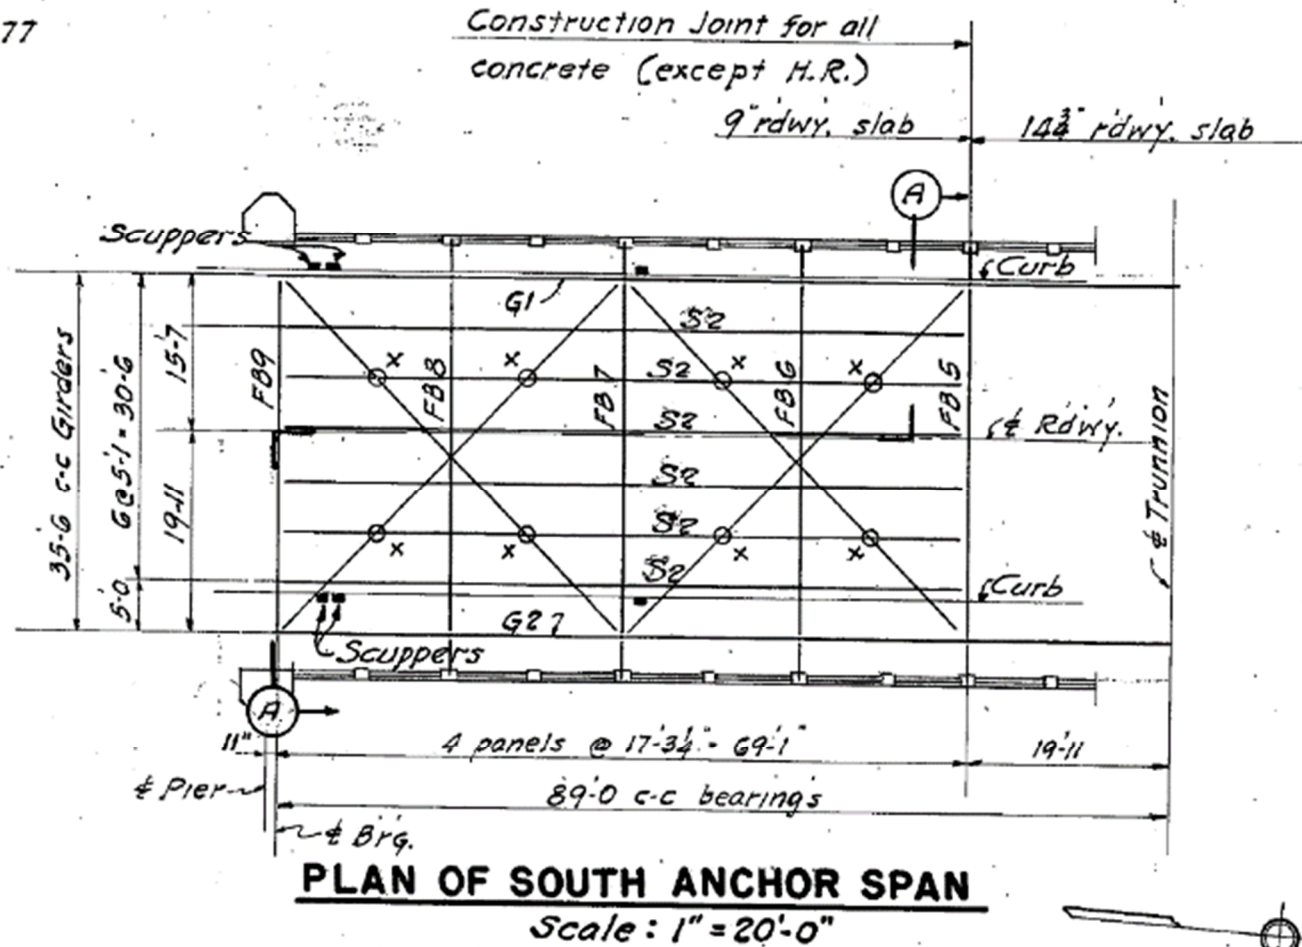 77
Construction Joint for all
concrete (except H.R.)
9" rdwy. slab
14¾" rdwy. slab
A
Scuppers
Curb
G1
S2
35'-6 c-c Girders
6@5'-1 = 30'-6
15'-7
FB9
FB8
FB7
FB6
FB5
x x x x
S2
S2
℄ Rdwy.
℄ Trunnion
S2
19'-11
S2
x x x x
5'-0
S2
Curb
G2
Scuppers
A
11"
4 panels @ 17'-3¼" = 69'-1"
19'-11
℄ Pier
89'-0 c-c bearings
℄ Brg.
PLAN OF SOUTH ANCHOR SPAN
Scale: 1" = 20'-0"